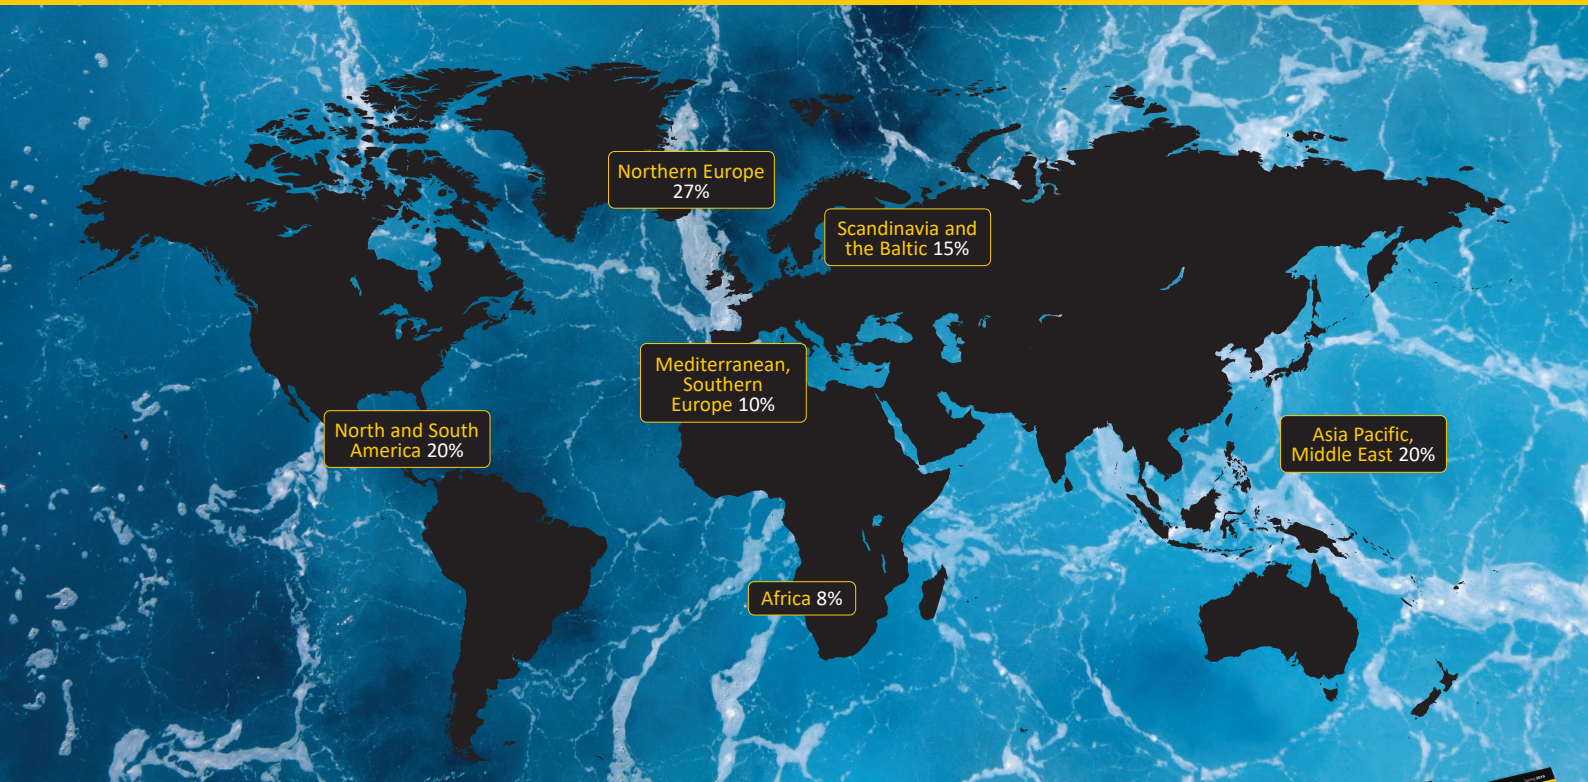 Northern Europe
27%
Scandinavia and
the Baltic 15%
Mediterranean,
Southern
Europe 10%
North and South
America 20%
Asia Pacific,
Middle East 20%
Africa 8%